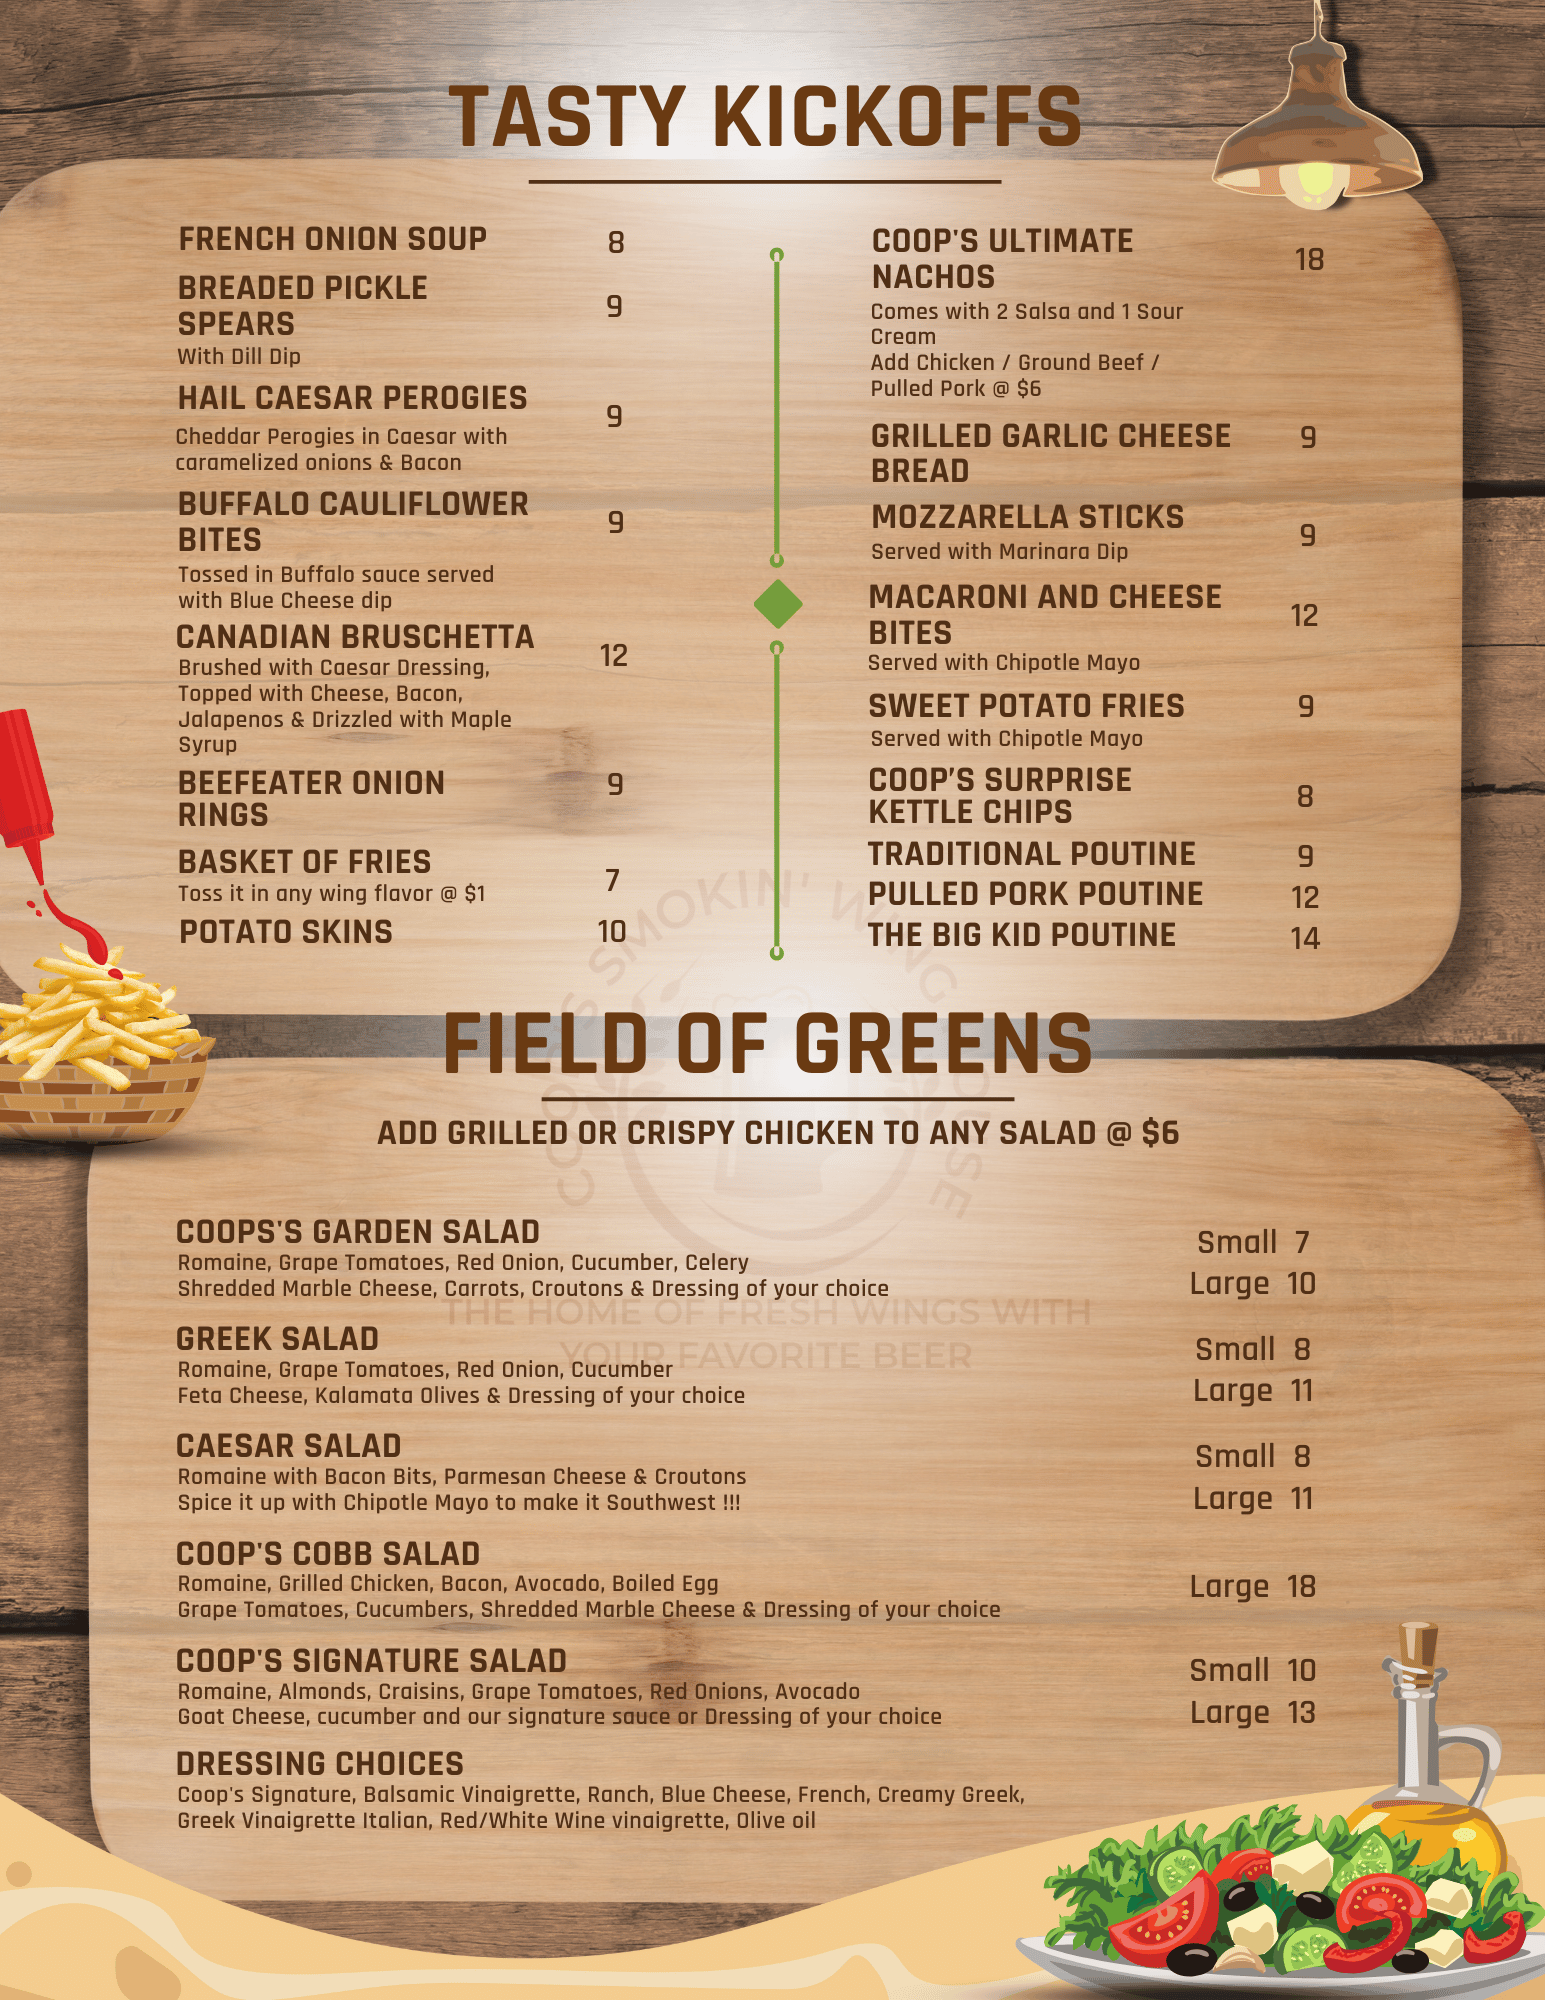 TASTY KICKOFFS
FRENCH ONION SOUP 8
BREADED PICKLE
SPEARS 9
With Dill Dip
HAIL CAESAR PEROGIES 9
Cheddar Perogies in Caesar with
caramelized onions & Bacon
BUFFALO CAULIFLOWER
BITES 9
Tossed in Buffalo sauce served
with Blue Cheese dip
CANADIAN BRUSCHETTA 12
Brushed with Caesar Dressing,
Topped with Cheese, Bacon,
Jalapenos & Drizzled with Maple
Syrup
BEEFEATER ONION 9
RINGS
BASKET OF FRIES 7
Toss it in any wing flavor @ $1
POTATO SKINS 10
COOP'S ULTIMATE
NACHOS 18
Comes with 2 Salsa and 1 Sour
Cream
Add Chicken / Ground Beef /
Pulled Pork @ $6
GRILLED GARLIC CHEESE 9
BREAD
MOZZARELLA STICKS 9
Served with Marinara Dip
MACARONI AND CHEESE 12
BITES
Served with Chipotle Mayo
SWEET POTATO FRIES 9
Served with Chipotle Mayo
COOP’S SURPRISE
KETTLE CHIPS 8
TRADITIONAL POUTINE 9
PULLED PORK POUTINE 12
THE BIG KID POUTINE 14
COOP'S SMOKIN' WING HOUSE
FIELD OF GREENS
ADD GRILLED OR CRISPY CHICKEN TO ANY SALAD @ $6
COOPS'S GARDEN SALAD
Romaine, Grape Tomatoes, Red Onion, Cucumber, Celery
Shredded Marble Cheese, Carrots, Croutons & Dressing of your choice
Small 7
Large 10
THE HOME OF FRESH WINGS WITH
YOUR FAVORITE BEER
GREEK SALAD
Romaine, Grape Tomatoes, Red Onion, Cucumber
Feta Cheese, Kalamata Olives & Dressing of your choice
Small 8
Large 11
CAESAR SALAD
Romaine with Bacon Bits, Parmesan Cheese & Croutons
Spice it up with Chipotle Mayo to make it Southwest !!!
Small 8
Large 11
COOP'S COBB SALAD
Romaine, Grilled Chicken, Bacon, Avocado, Boiled Egg
Grape Tomatoes, Cucumbers, Shredded Marble Cheese & Dressing of your choice
Large 18
COOP'S SIGNATURE SALAD
Romaine, Almonds, Craisins, Grape Tomatoes, Red Onions, Avocado
Goat Cheese, cucumber and our signature sauce or Dressing of your choice
Small 10
Large 13
DRESSING CHOICES
Coop's Signature, Balsamic Vinaigrette, Ranch, Blue Cheese, French, Creamy Greek,
Greek Vinaigrette Italian, Red/White Wine vinaigrette, Olive oil